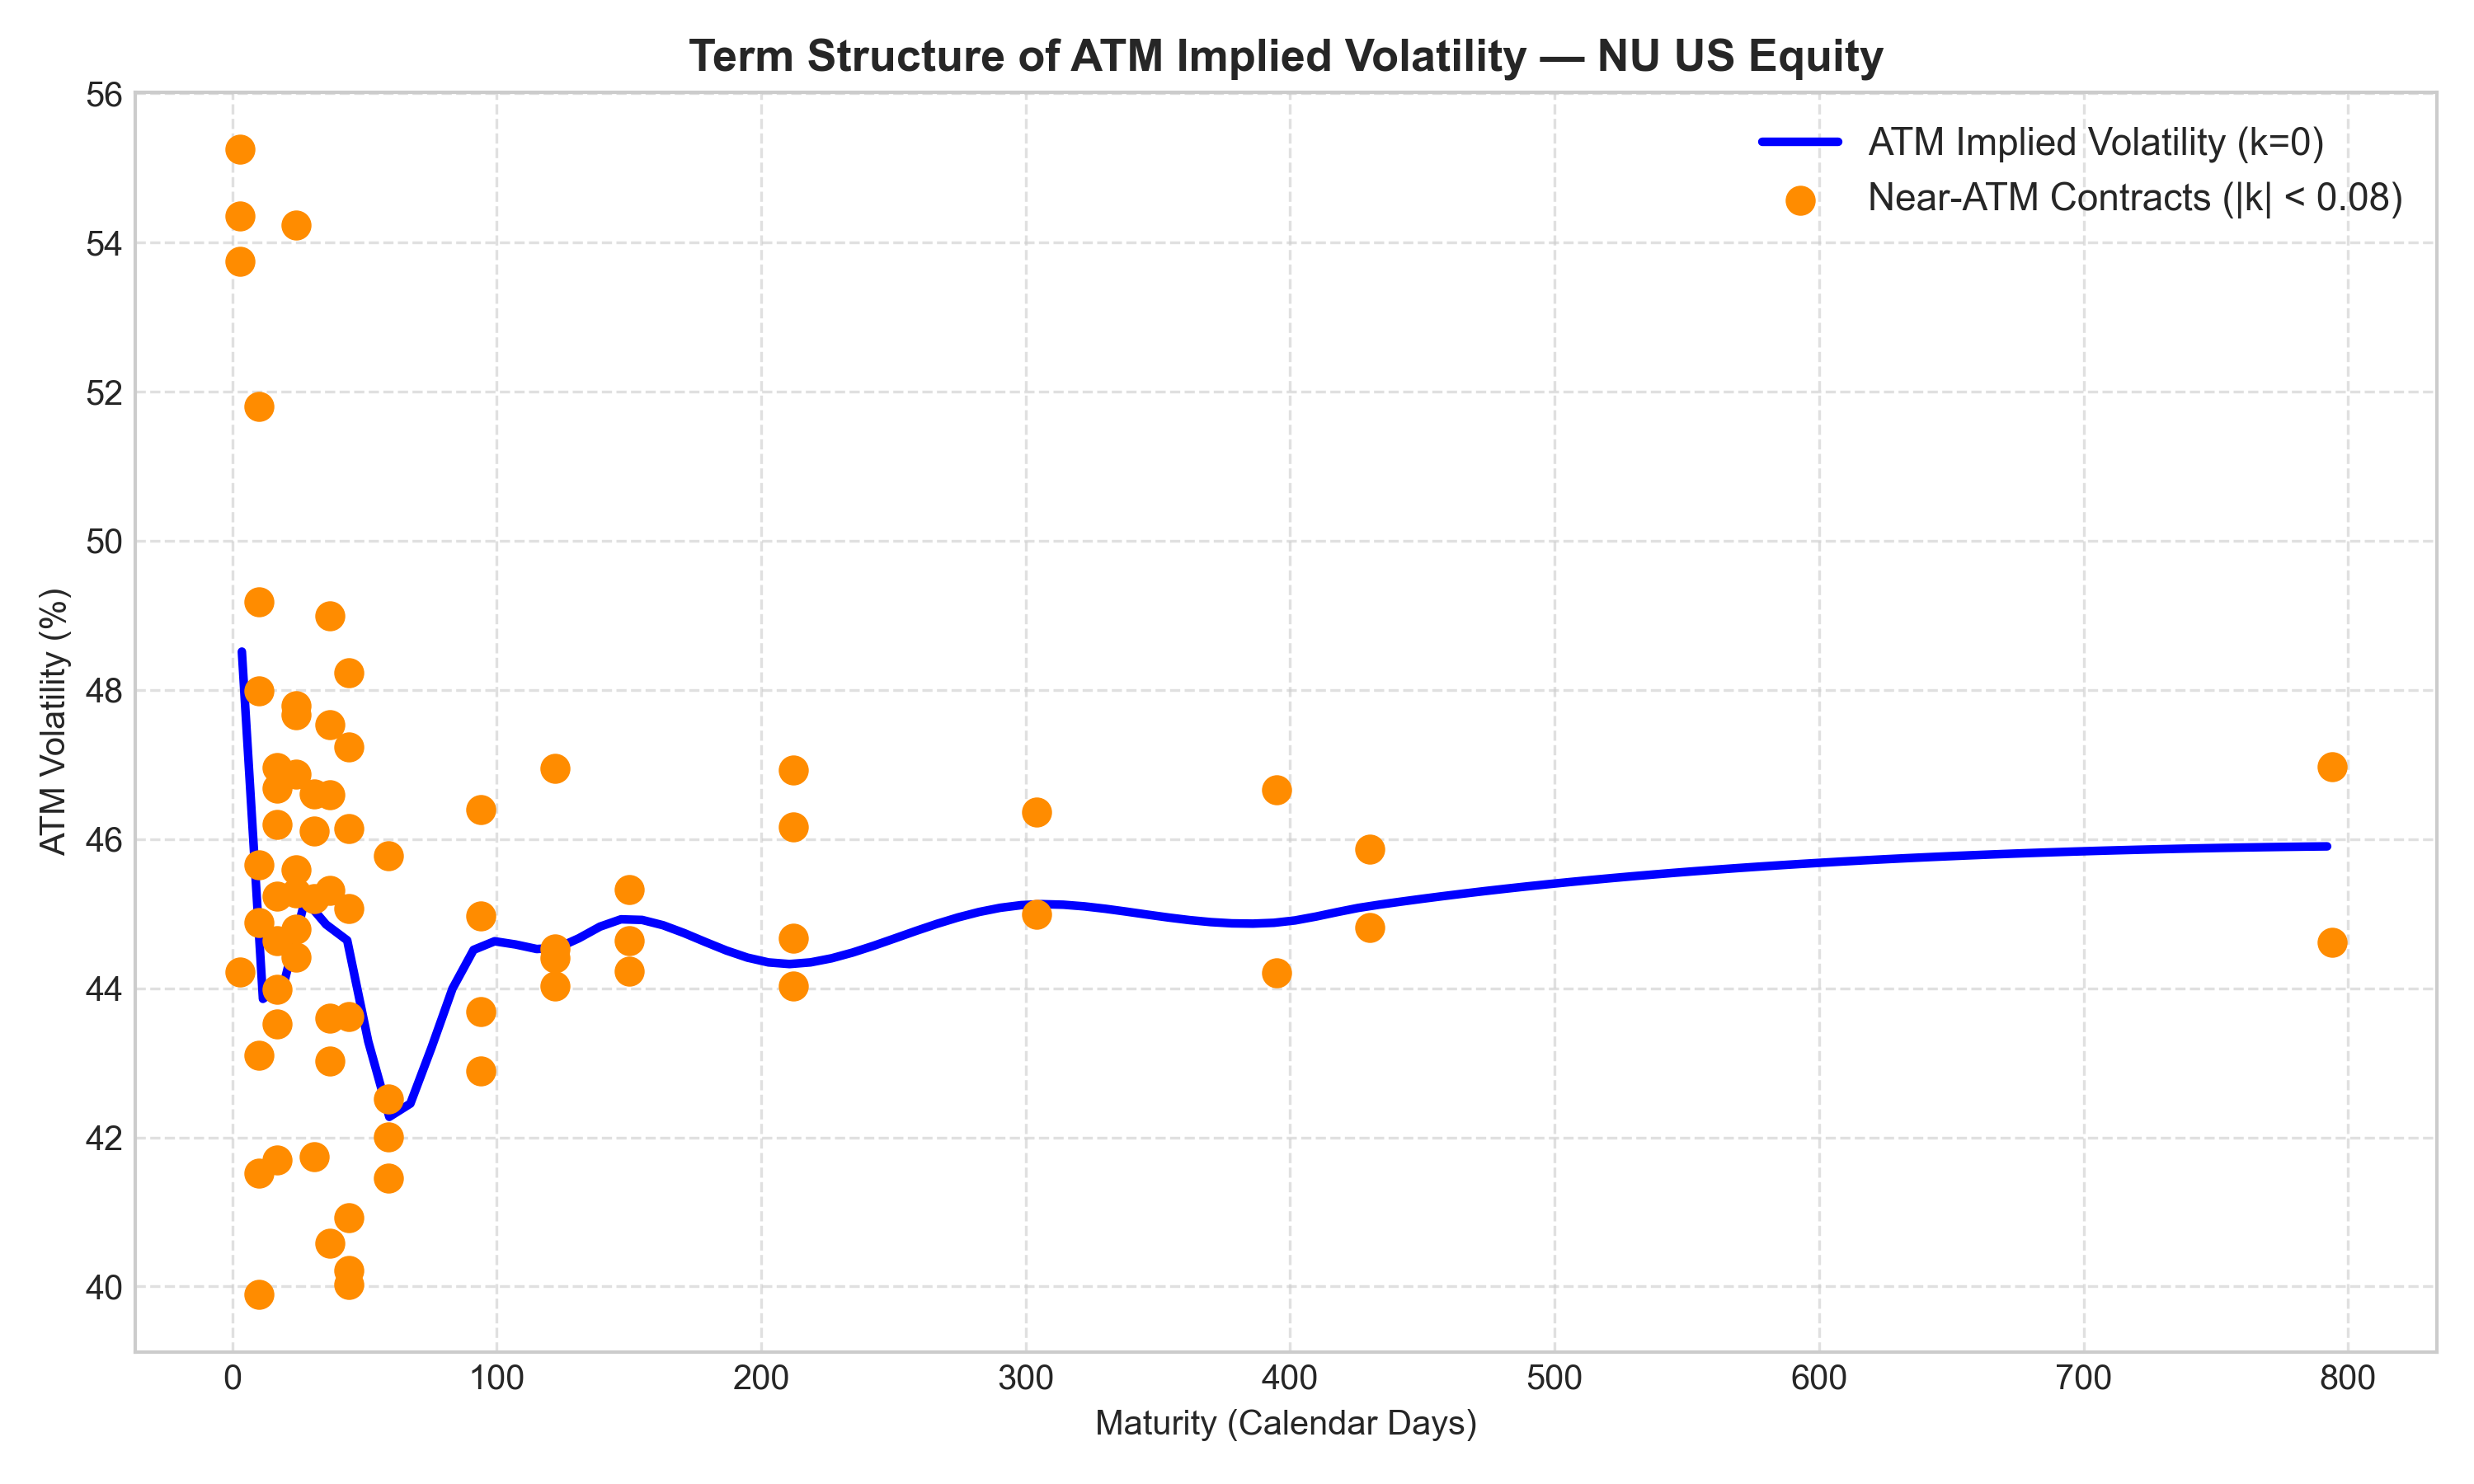 Term Structure of ATM Implied Volatility — NU US Equity
ATM Implied Volatility (k=0)
Near-ATM Contracts (|k| < 0.08)
ATM Volatility (%)
56
54
52
50
48
46
44
42
40
0 100 200 300 400 500 600 700 800
Maturity (Calendar Days)